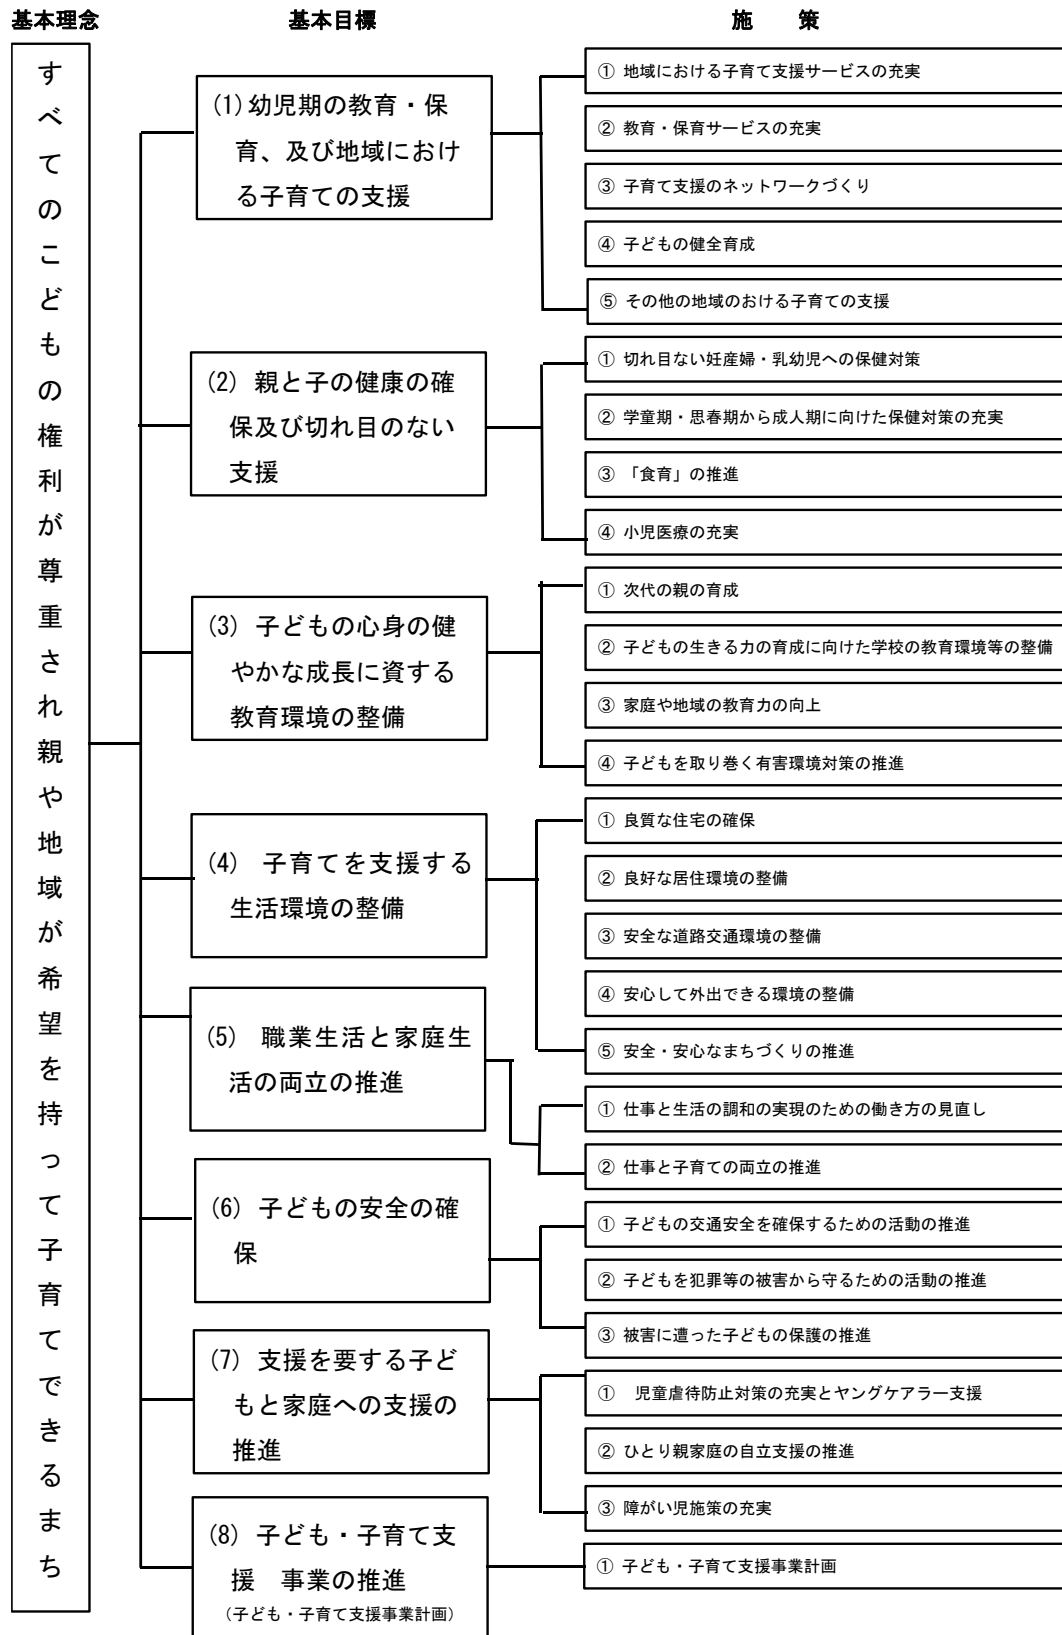 基本理念
基本目標
施　　策
すべてのこどもの権利が尊重され親や地域が希望を持って子育てできるまち
(1)幼児期の教育・保
育、及び地域におけ
る子育ての支援
① 地域における子育て支援サービスの充実
② 教育・保育サービスの充実
③ 子育て支援のネットワークづくり
④ 子どもの健全育成
⑤ その他の地域のおける子育ての支援
(2) 親と子の健康の確
保及び切れ目のない
支援
① 切れ目ない妊産婦・乳幼児への保健対策
② 学童期・思春期から成人期に向けた保健対策の充実
③ 「食育」の推進
④ 小児医療の充実
(3) 子どもの心身の健
やかな成長に資する
教育環境の整備
① 次代の親の育成
② 子どもの生きる力の育成に向けた学校の教育環境等の整備
③ 家庭や地域の教育力の向上
④ 子どもを取り巻く有害環境対策の推進
(4) 子育てを支援する
生活環境の整備
① 良質な住宅の確保
② 良好な居住環境の整備
③ 安全な道路交通環境の整備
④ 安心して外出できる環境の整備
⑤ 安全・安心なまちづくりの推進
(5) 職業生活と家庭生
活の両立の推進
① 仕事と生活の調和の実現のための働き方の見直し
② 仕事と子育ての両立の推進
(6) 子どもの安全の確
保
① 子どもの交通安全を確保するための活動の推進
② 子どもを犯罪等の被害から守るための活動の推進
③ 被害に遭った子どもの保護の推進
(7) 支援を要する子ど
もと家庭への支援の
推進
①　児童虐待防止対策の充実とヤングケアラー支援
② ひとり親家庭の自立支援の推進
③ 障がい児施策の充実
(8) 子ども・子育て支
援　事業の推進
（子ども・子育て支援事業計画）
① 子ども・子育て支援事業計画